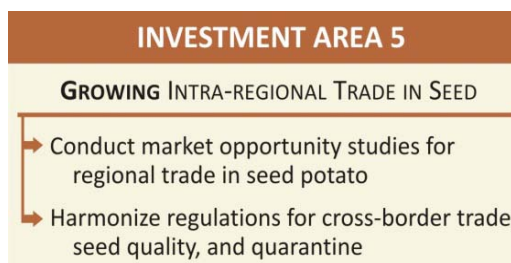 INVESTMENT AREA 5
GROWING INTRA-REGIONAL TRADE IN SEED
Conduct market opportunity studies for
regional trade in seed potato
Harmonize regulations for cross-border trade
seed quality, and quarantine